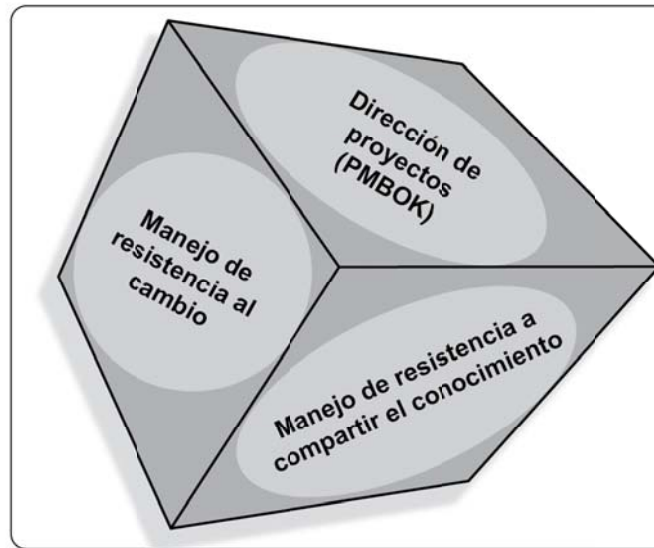 Dirección de
proyectos
(PMBOK)
Manejo de
resistencia al
cambio
Manejo de resistencia a
compartir el conocimiento